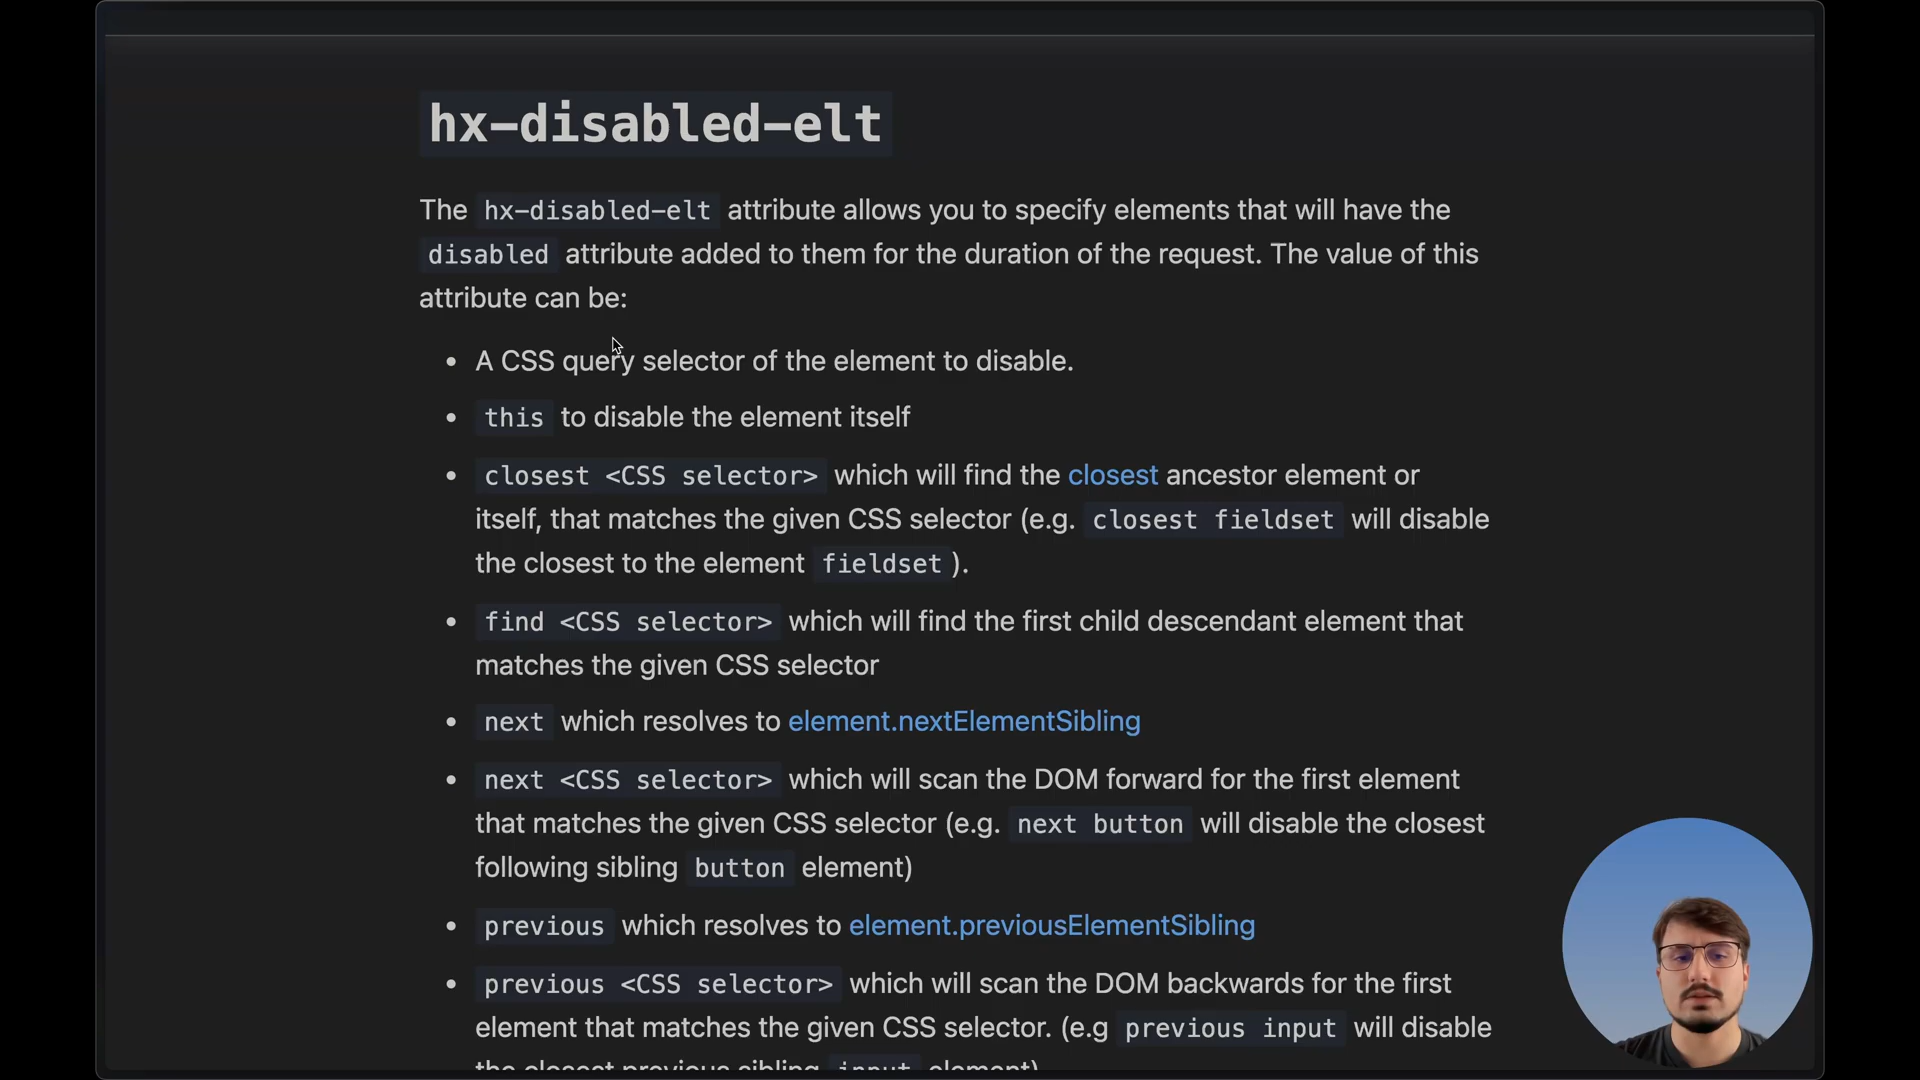 hx-disabled-elt
The hx-disabled-elt attribute allows you to specify elements that will have the
disabled attribute added to them for the duration of the request. The value of this
attribute can be:
• A CSS query selector of the element to disable.
• this to disable the element itself
• closest <CSS selector> which will find the closest ancestor element or
itself, that matches the given CSS selector (e.g. closest fieldset will disable
the closest to the element fieldset ).
• find <CSS selector> which will find the first child descendant element that
matches the given CSS selector
• next which resolves to element.nextElementSibling
• next <CSS selector> which will scan the DOM forward for the first element
that matches the given CSS selector (e.g. next button will disable the closest
following sibling button element)
• previous which resolves to element.previousElementSibling
• previous <CSS selector> which will scan the DOM backwards for the first
element that matches the given CSS selector. (e.g previous input will disable
the closest previous sibling input element)